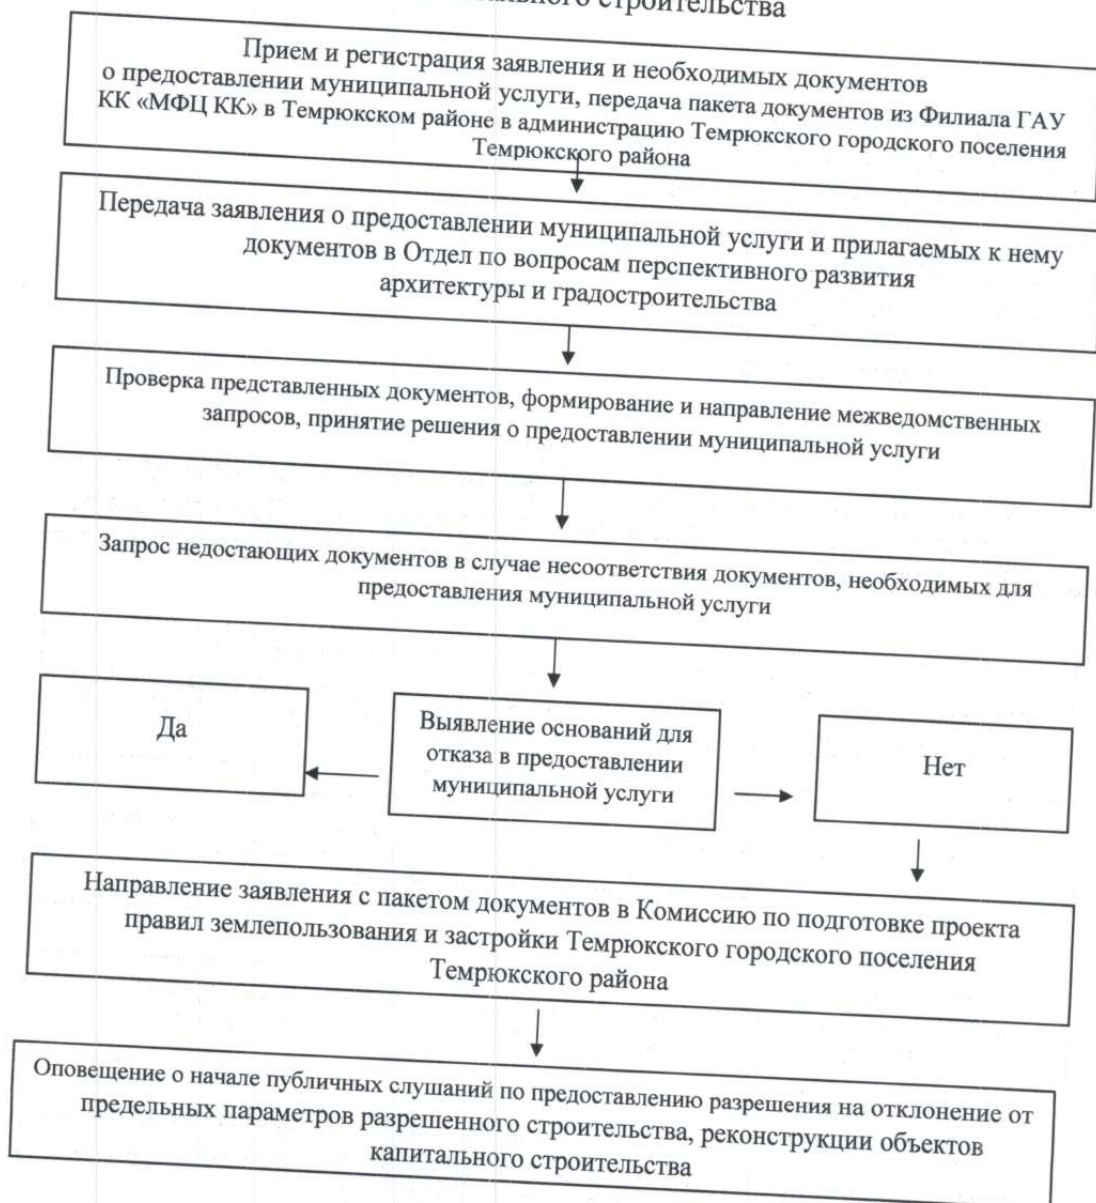 строительства
Прием и регистрация заявления и необходимых документов
о предоставлении муниципальной услуги, передача пакета документов из Филиала ГАУ
КК «МФЦ КК» в Темрюкском районе в администрацию Темрюкского городского поселения
Темрюкского района
Передача заявления о предоставлении муниципальной услуги и прилагаемых к нему
документов в Отдел по вопросам перспективного развития
архитектуры и градостроительства
Проверка представленных документов, формирование и направление межведомственных
запросов, принятие решения о предоставлении муниципальной услуги
Запрос недостающих документов в случае несоответствия документов, необходимых для
предоставления муниципальной услуги
Да
Выявление оснований для
отказа в предоставлении
муниципальной услуги
Нет
Направление заявления с пакетом документов в Комиссию по подготовке проекта
правил землепользования и застройки Темрюкского городского поселения
Темрюкского района
Оповещение о начале публичных слушаний по предоставлению разрешения на отклонение от
предельных параметров разрешенного строительства, реконструкции объектов
капитального строительства